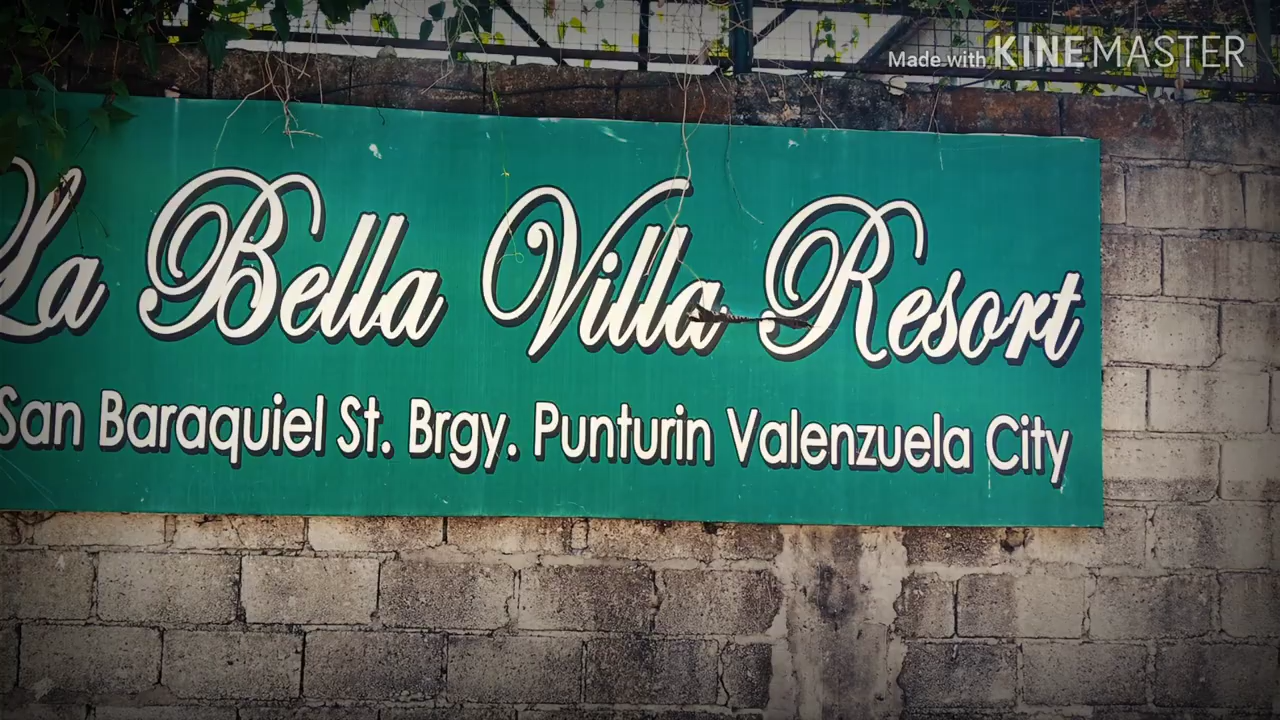 Made with KINEMASTER
La Bella Villa Resort
San Baraquiel St. Brgy. Punturin Valenzuela City